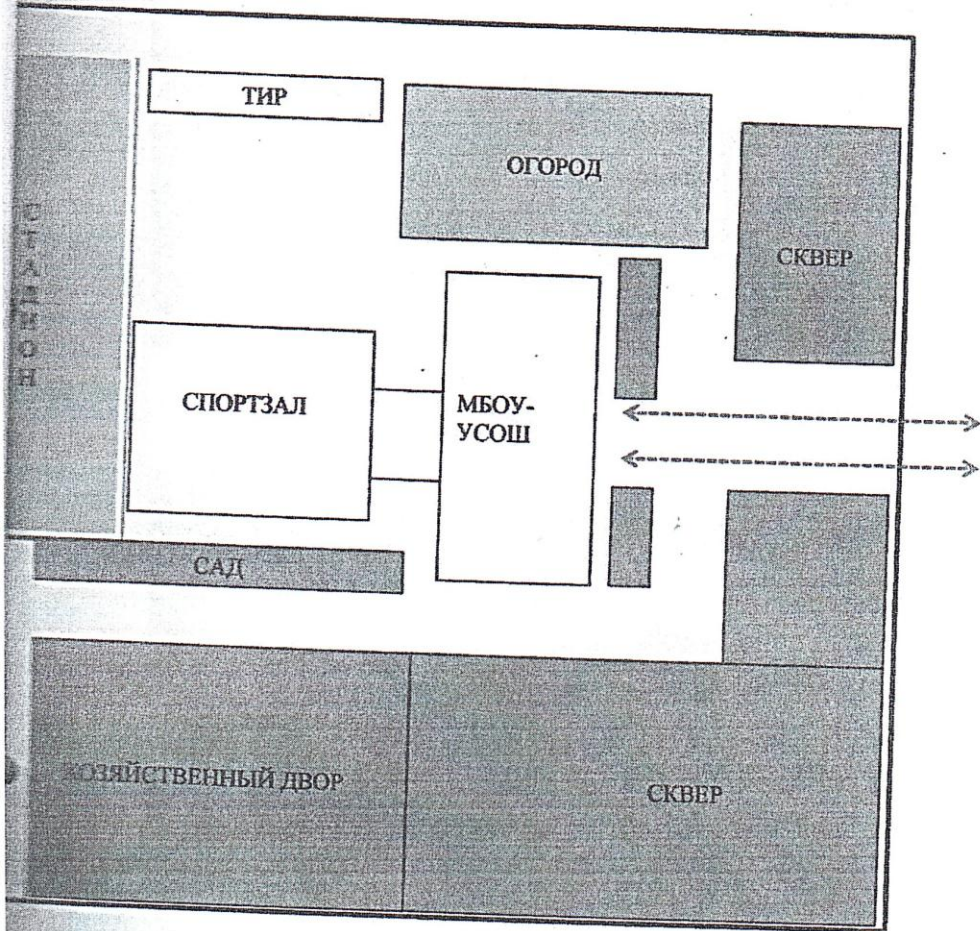 ТИР
ОГОРОД
СКВЕР
СТАДИОН
СПОРТЗАЛ
МБОУ-
УСОШ
САД
ХОЗЯЙСТВЕННЫЙ ДВОР
СКВЕР